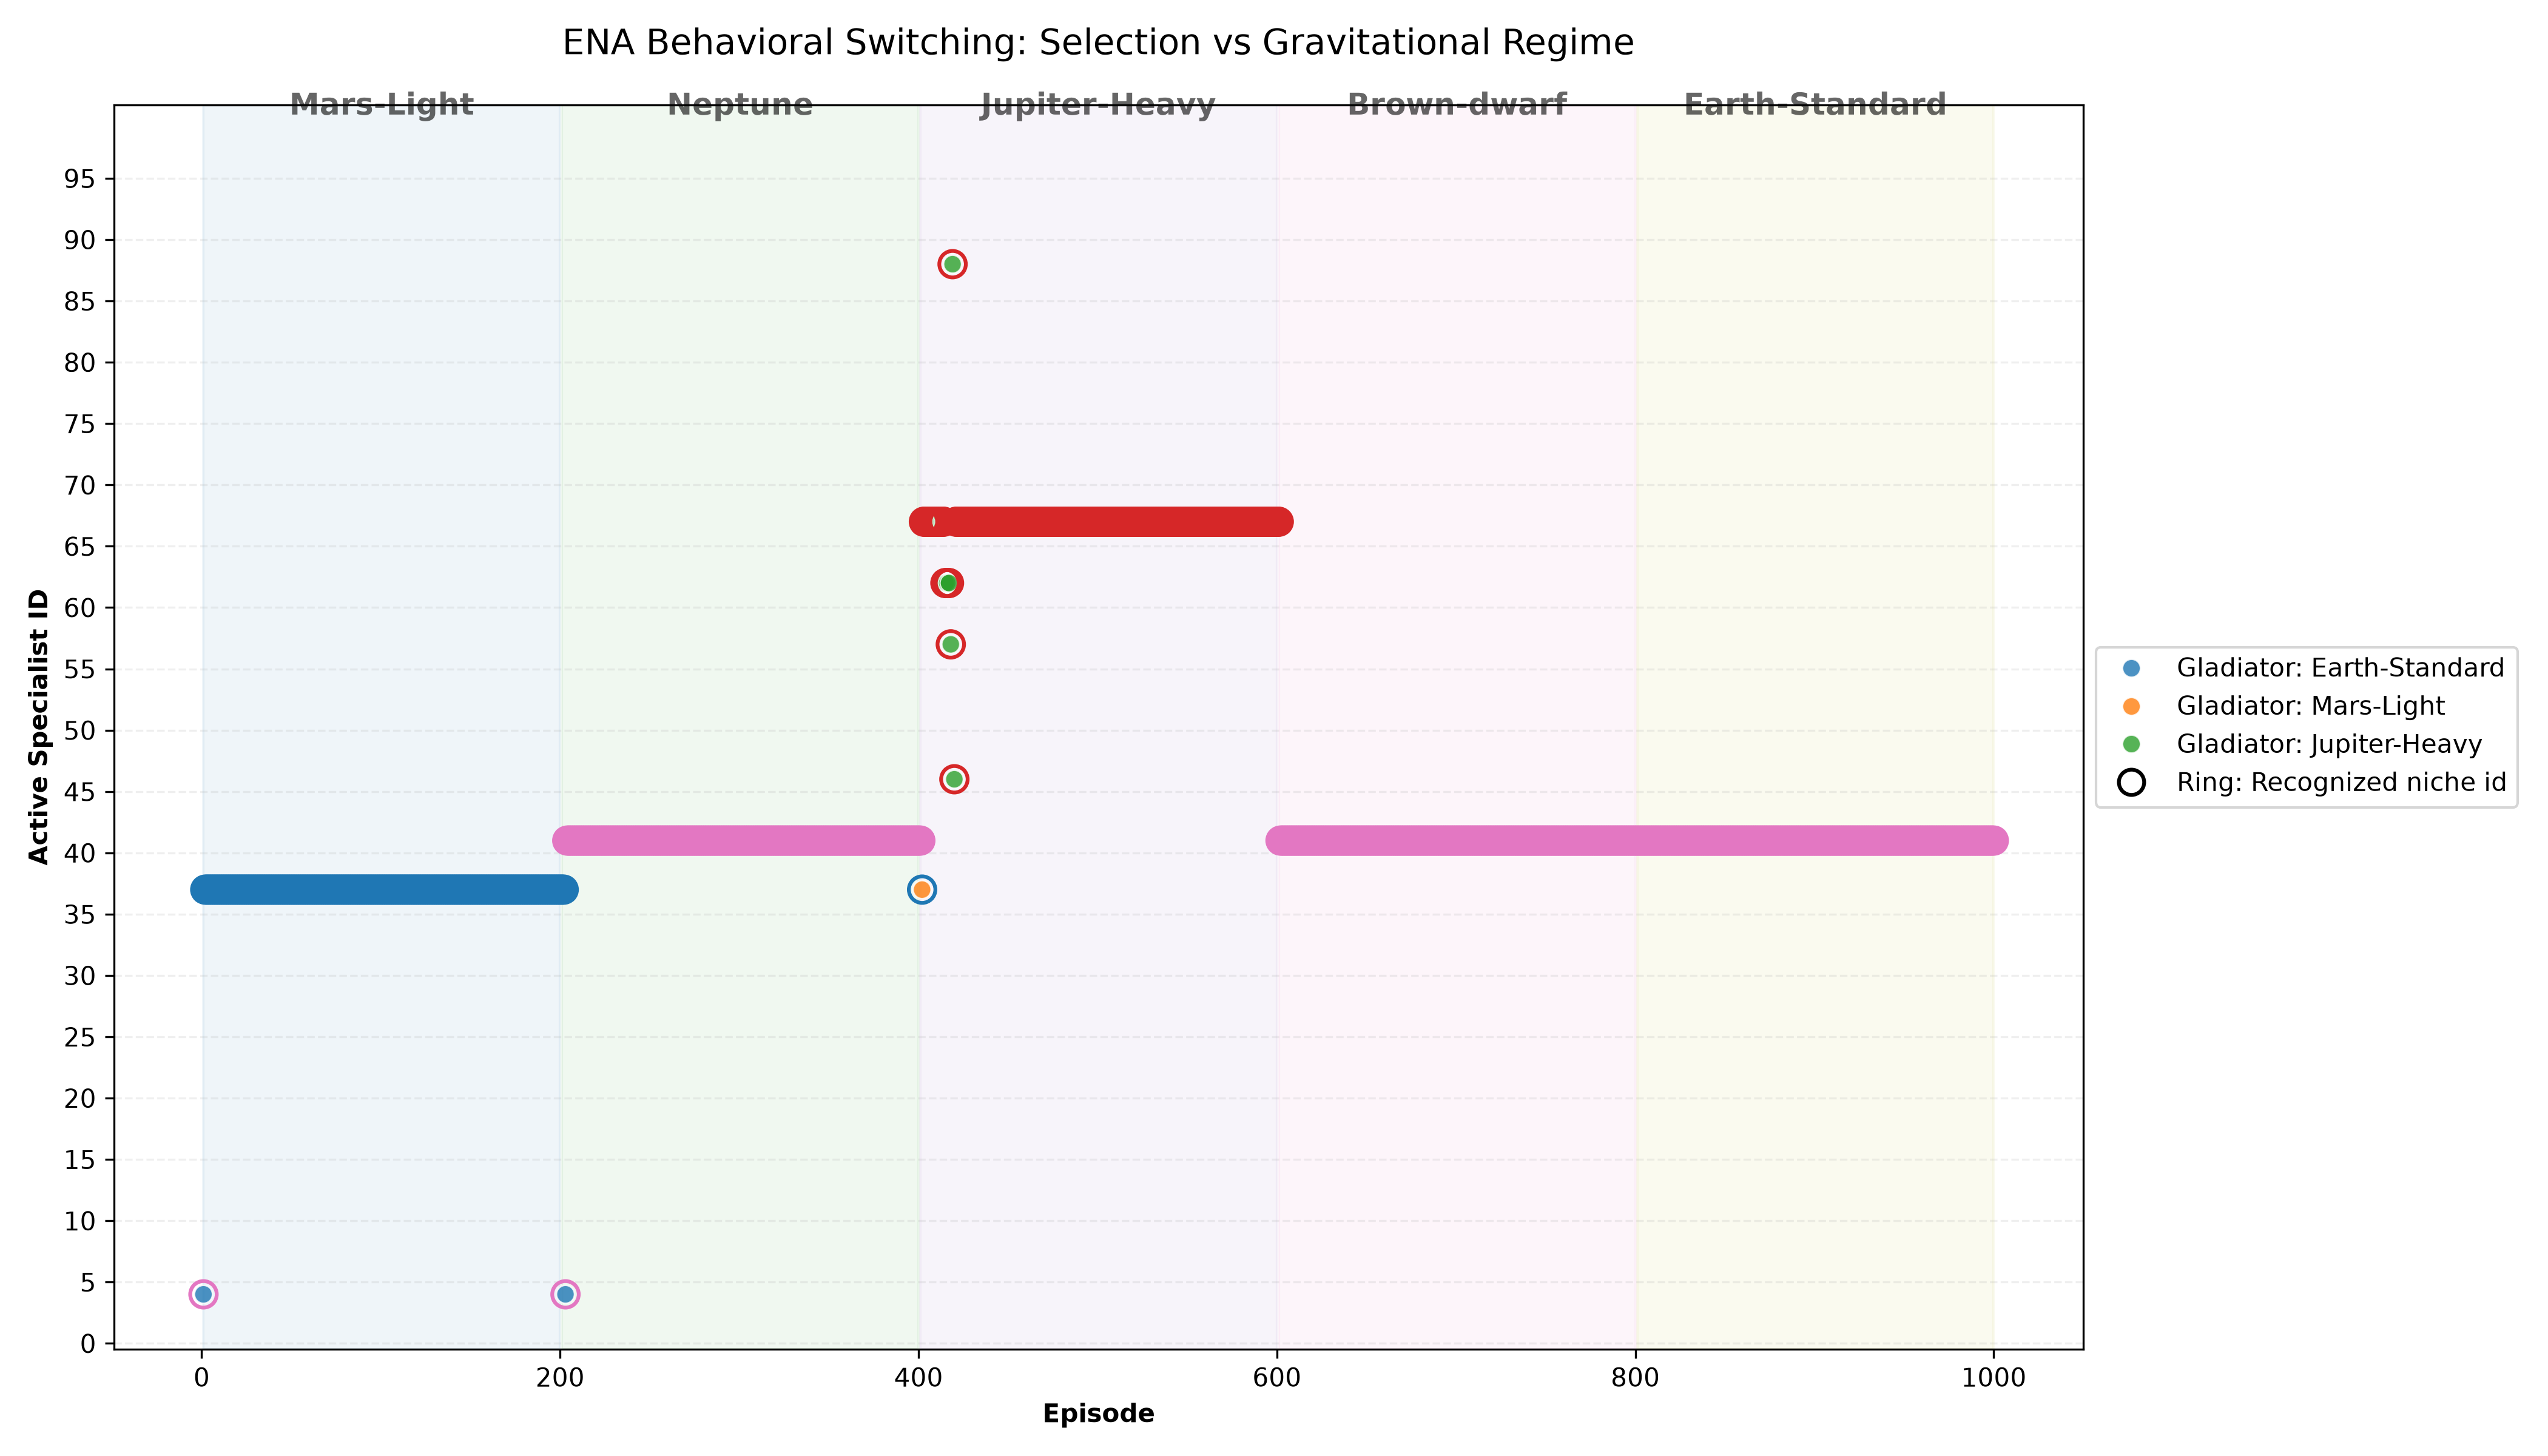 ENA Behavioral Switching: Selection vs Gravitational Regime
Mars-Light
Neptune
Jupiter-Heavy
Brown-dwarf
Earth-Standard
Active Specialist ID
95
90
85
80
75
70
65
60
55
50
45
40
35
30
25
20
15
10
5
0
0
200
400
600
800
1000
Episode
Gladiator: Earth-Standard
Gladiator: Mars-Light
Gladiator: Jupiter-Heavy
Ring: Recognized niche id